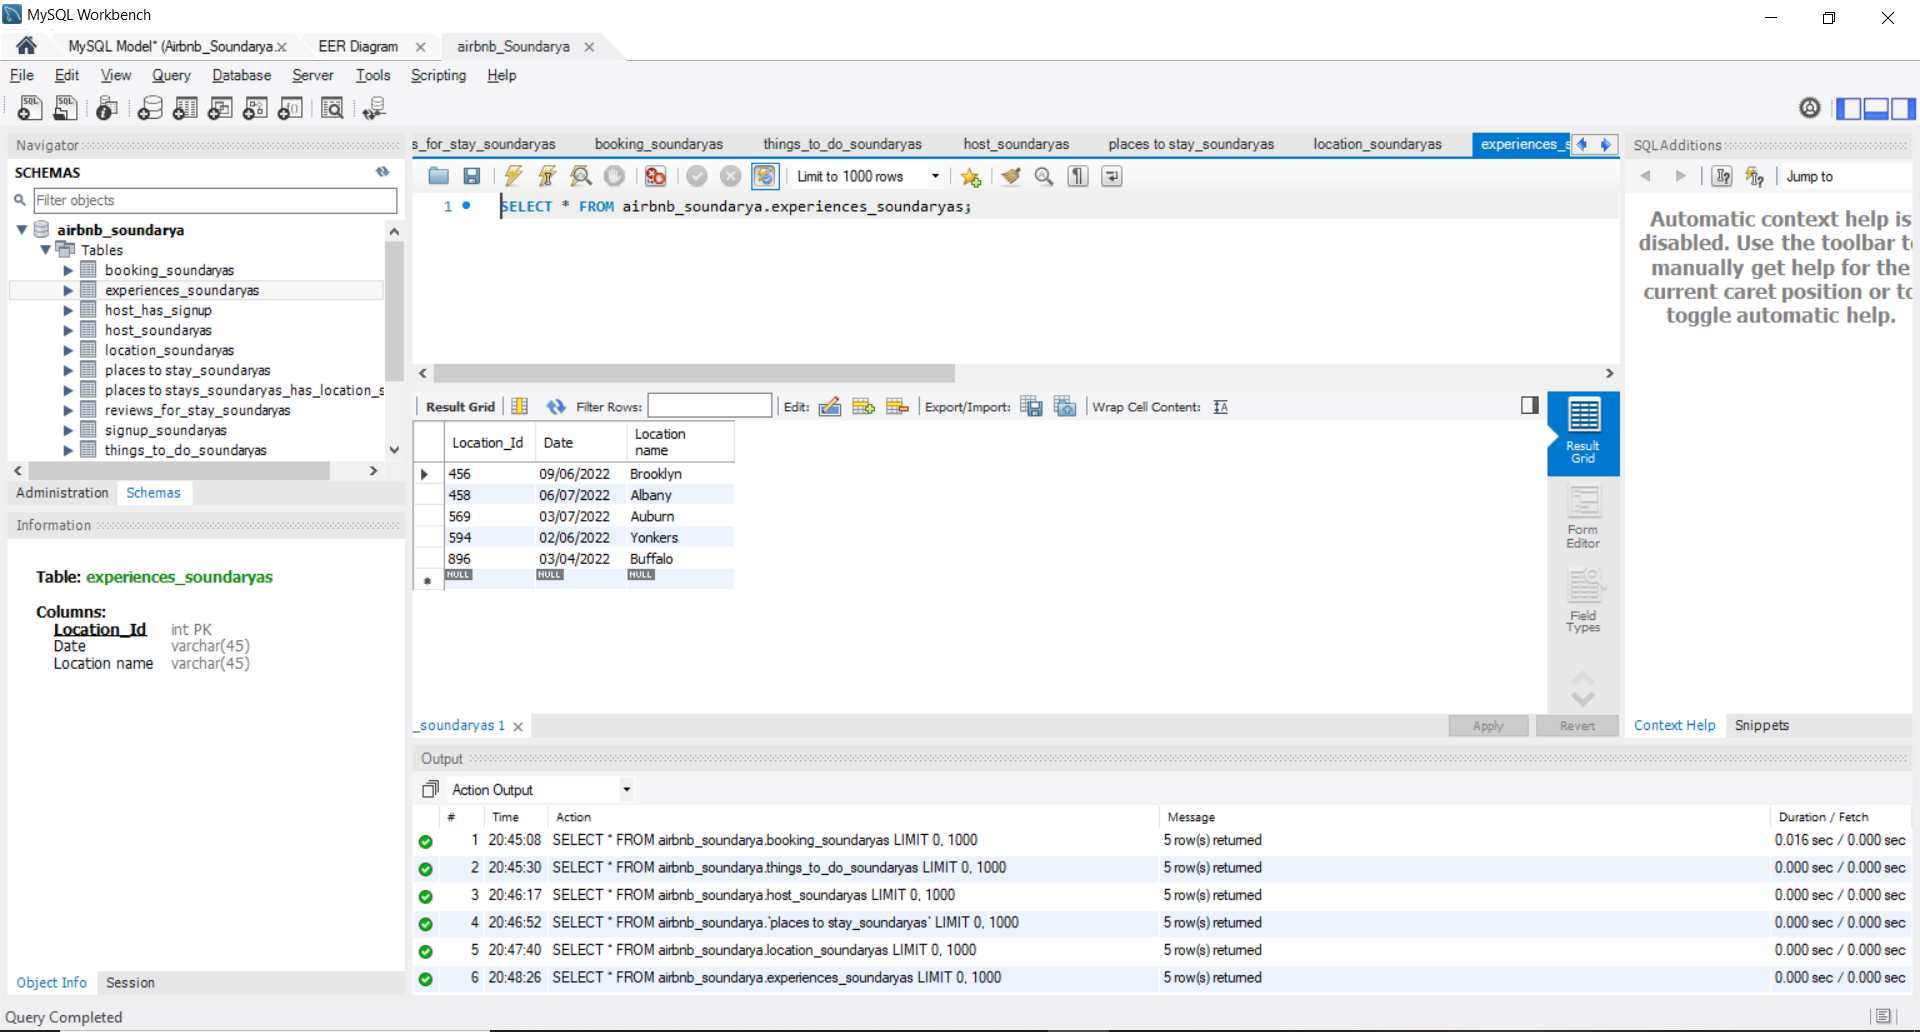 MySQL Workbench
MySQL Model* (Airbnb_Soundarya.
EER Diagram
airbnb_Soundarya
File Edit View Query Database Server Tools Scripting Help
Navigator
SCHEMAS
Filter objects
airbnb_soundarya
Tables
booking_soundaryas
experiences_soundaryas
host_has_signup
host_soundaryas
location_soundaryas
places to stay_soundaryas
places to stays_soundaryas_has_location_s
reviews_for_stay_soundaryas
signup_soundaryas
things_to_do_soundaryas
Administration Schemas
Information
Table: experiences_soundaryas
Columns:
Location_Id int PK
Date varchar(45)
Location name varchar(45)
Object Info Session
Query Completed
s_for_stay_soundaryas booking_soundaryas things_to_do_soundaryas host_soundaryas places to stay_soundaryas location_soundaryas experiences_s
Limit to 1000 rows
1 SELECT * FROM airbnb_soundarya.experiences_soundaryas;
Result Grid Filter Rows: Edit: Export/Import: Wrap Cell Content:
Location_Id Date Location name
456 09/06/2022 Brooklyn
458 06/07/2022 Albany
569 03/07/2022 Auburn
594 02/06/2022 Yonkers
896 03/04/2022 Buffalo
NULL NULL NULL
Result Grid
Form Editor
Field Types
_soundaryas 1
Apply Revert
SQLAdditions
Jump to
Automatic context help is
disabled. Use the toolbar t
manually get help for the
current caret position or to
toggle automatic help.
Context Help Snippets
Output
Action Output
# Time Action Message Duration / Fetch
1 20:45:08 SELECT * FROM airbnb_soundarya.booking_soundaryas LIMIT 0, 1000 5 row(s) returned 0.016 sec / 0.000 sec
2 20:45:30 SELECT * FROM airbnb_soundarya.things_to_do_soundaryas LIMIT 0, 1000 5 row(s) returned 0.000 sec / 0.000 sec
3 20:46:17 SELECT * FROM airbnb_soundarya.host_soundaryas LIMIT 0, 1000 5 row(s) returned 0.000 sec / 0.000 sec
4 20:46:52 SELECT * FROM airbnb_soundarya.`places to stay_soundaryas` LIMIT 0, 1000 5 row(s) returned 0.000 sec / 0.000 sec
5 20:47:40 SELECT * FROM airbnb_soundarya.location_soundaryas LIMIT 0, 1000 5 row(s) returned 0.000 sec / 0.000 sec
6 20:48:26 SELECT * FROM airbnb_soundarya.experiences_soundaryas LIMIT 0, 1000 5 row(s) returned 0.000 sec / 0.000 sec